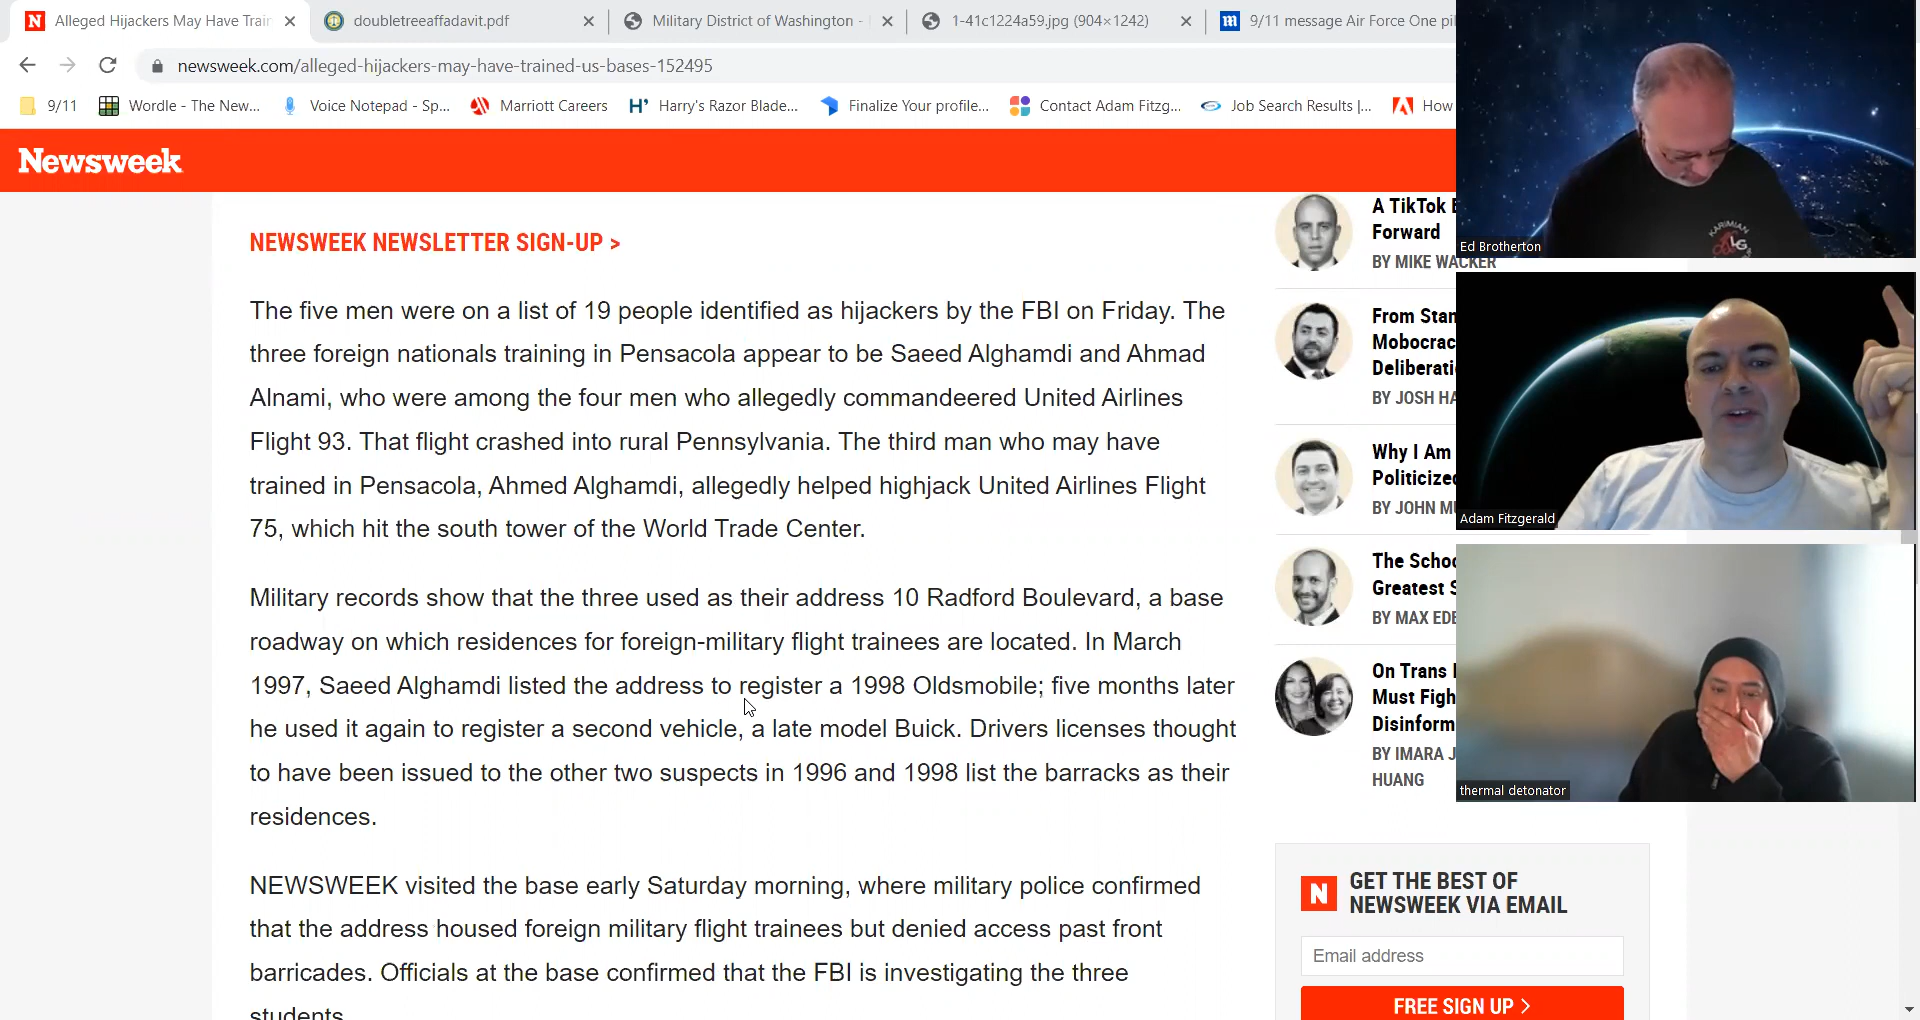 Alleged Hijackers May Have Train
doubletreeaffadavit.pdf
Military District of Washington -
1-41c1224a59.jpg (904×1242)
9/11 message Air Force One pil
newsweek.com/alleged-hijackers-may-have-trained-us-bases-152495
9/11
Wordle - The New...
Voice Notepad - Sp...
Marriott Careers
Harry's Razor Blade...
Finalize Your profile...
Contact Adam Fitzg...
Job Search Results |...
How
Newsweek
NEWSWEEK NEWSLETTER SIGN-UP >
The five men were on a list of 19 people identified as hijackers by the FBI on Friday. The
three foreign nationals training in Pensacola appear to be Saeed Alghamdi and Ahmad
Alnami, who were among the four men who allegedly commandeered United Airlines
Flight 93. That flight crashed into rural Pennsylvania. The third man who may have
trained in Pensacola, Ahmed Alghamdi, allegedly helped highjack United Airlines Flight
75, which hit the south tower of the World Trade Center.
Military records show that the three used as their address 10 Radford Boulevard, a base
roadway on which residences for foreign-military flight trainees are located. In March
1997, Saeed Alghamdi listed the address to register a 1998 Oldsmobile; five months later
he used it again to register a second vehicle, a late model Buick. Drivers licenses thought
to have been issued to the other two suspects in 1996 and 1998 list the barracks as their
residences.
NEWSWEEK visited the base early Saturday morning, where military police confirmed
that the address housed foreign military flight trainees but denied access past front
barricades. Officials at the base confirmed that the FBI is investigating the three
students.
A TikTok
Forward
BY MIKE WACKER
From Stan
Mobocrac
Deliberati
BY JOSH HA
Why I Am
Politicize
BY JOHN M
The Schoo
Greatest S
BY MAX EDE
On Trans
Must Figh
Disinform
BY IMARA J
HUANG
GET THE BEST OF
NEWSWEEK VIA EMAIL
Email address
FREE SIGN UP >
Ed Brotherton
KARIMIAN
LG
Adam Fitzgerald
thermal detonator